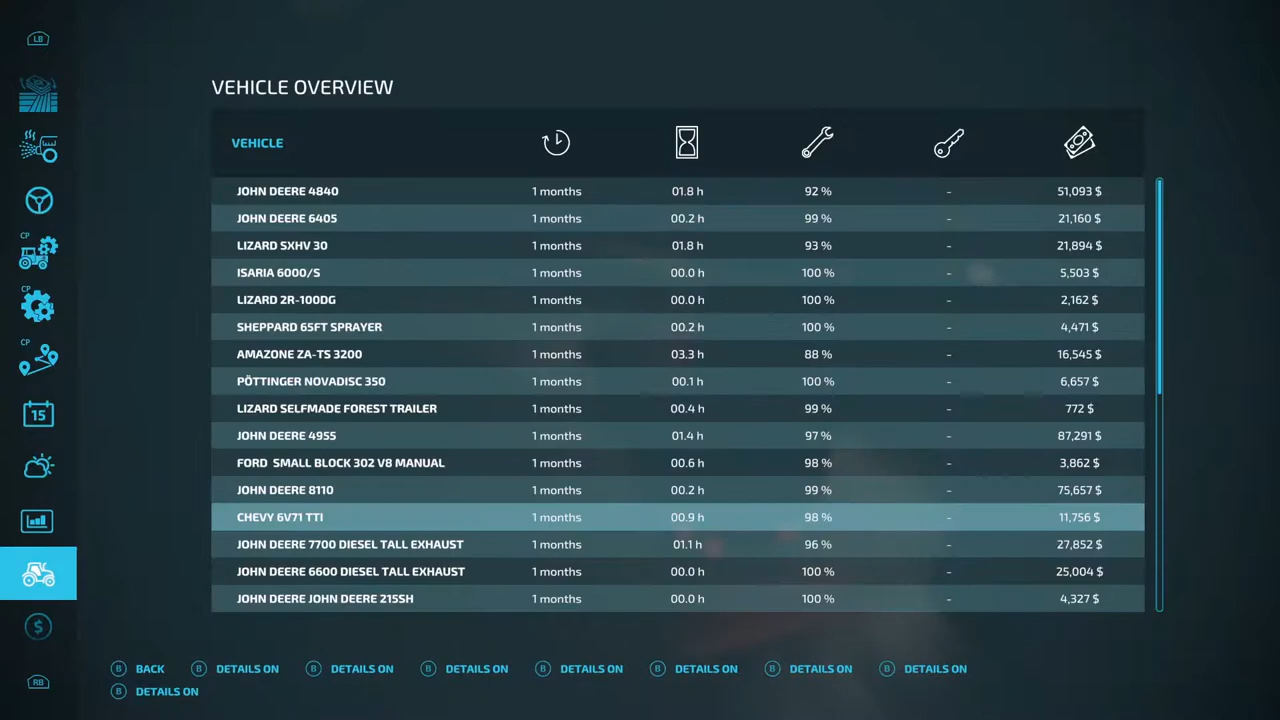 LB
VEHICLE OVERVIEW
VEHICLE
JOHN DEERE 4840 1 months 01.8 h 92 % - 51,093 $
JOHN DEERE 6405 1 months 00.2 h 99 % - 21,160 $
LIZARD SXHV 30 1 months 01.8 h 93 % - 21,894 $
CP
ISARIA 6000/S 1 months 00.0 h 100 % - 5,503 $
CP
LIZARD 2R-100DG 1 months 00.0 h 100 % - 2,162 $
SHEPPARD 65FT SPRAYER 1 months 00.2 h 100 % - 4,471 $
CP
AMAZONE ZA-TS 3200 1 months 03.3 h 88 % - 16,545 $
PÖTTINGER NOVADISC 350 1 months 00.1 h 100 % - 6,657 $
15
LIZARD SELFMADE FOREST TRAILER 1 months 00.4 h 99 % - 772 $
JOHN DEERE 4955 1 months 01.4 h 97 % - 87,291 $
FORD  SMALL BLOCK 302 V8 MANUAL 1 months 00.6 h 98 % - 3,862 $
JOHN DEERE 8110 1 months 00.2 h 99 % - 75,657 $
CHEVY 6V71 TTI 1 months 00.9 h 98 % - 11,756 $
JOHN DEERE 7700 DIESEL TALL EXHAUST 1 months 01.1 h 96 % - 27,852 $
JOHN DEERE 6600 DIESEL TALL EXHAUST 1 months 00.0 h 100 % - 25,004 $
JOHN DEERE JOHN DEERE 215SH 1 months 00.0 h 100 % - 4,327 $
$
RB
B BACK B DETAILS ON B DETAILS ON B DETAILS ON B DETAILS ON B DETAILS ON B DETAILS ON B DETAILS ON
B DETAILS ON